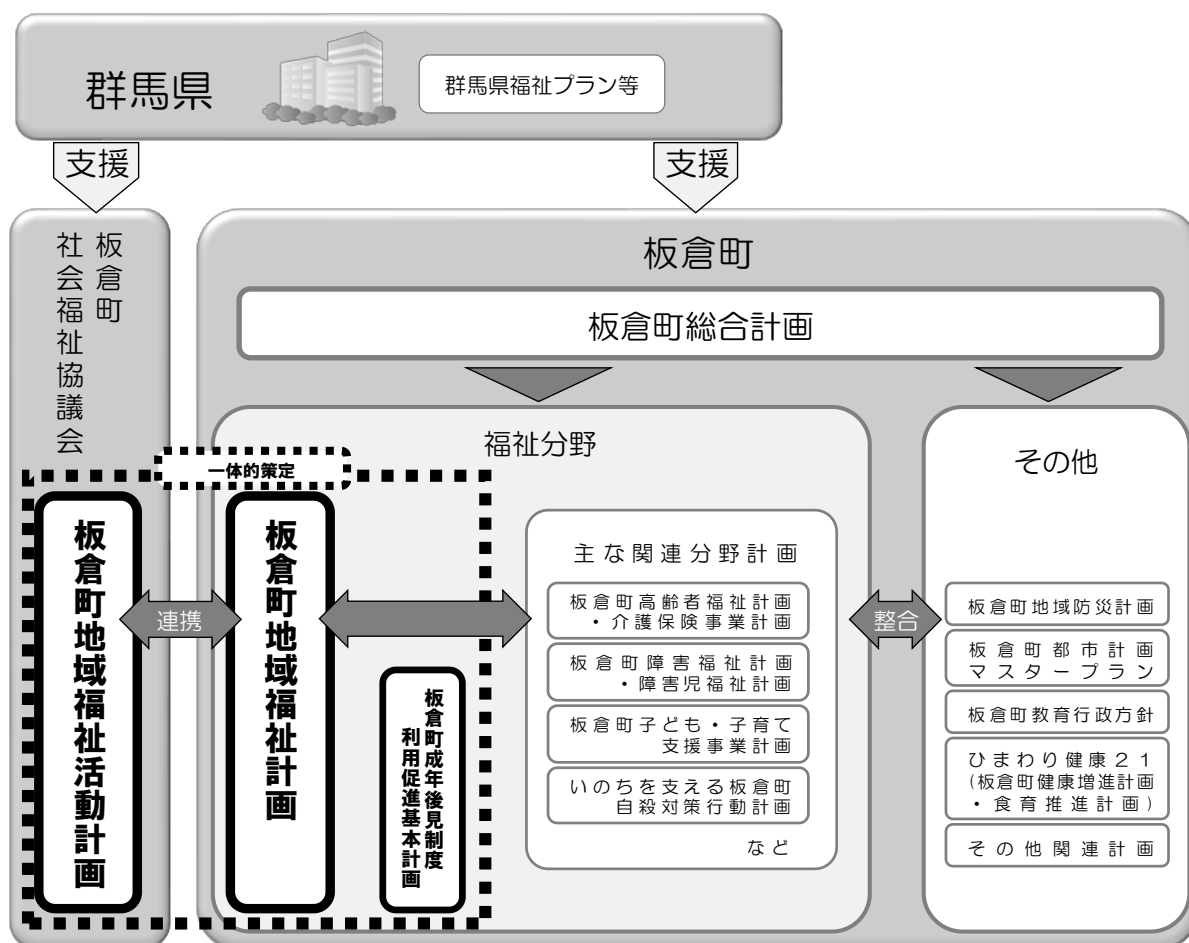 群馬県
群馬県福祉プラン等
支援
支援
板倉町
社会福祉協議会
板倉町
板倉町総合計画
福祉分野
その他
一体的策定
板倉町地域福祉活動計画
連携
板倉町地域福祉計画
板倉町成年後見制度
利用促進基本計画
主な関連分野計画
板倉町高齢者福祉計画
・介護保険事業計画
板倉町障害福祉計画
・障害児福祉計画
板倉町子ども・子育て
支援事業計画
いのちを支える板倉町
自殺対策行動計画
など
整合
板倉町地域防災計画
板倉町都市計画
マスタープラン
板倉町教育行政方針
ひまわり健康21
(板倉町健康増進計画
・食育推進計画)
その他関連計画